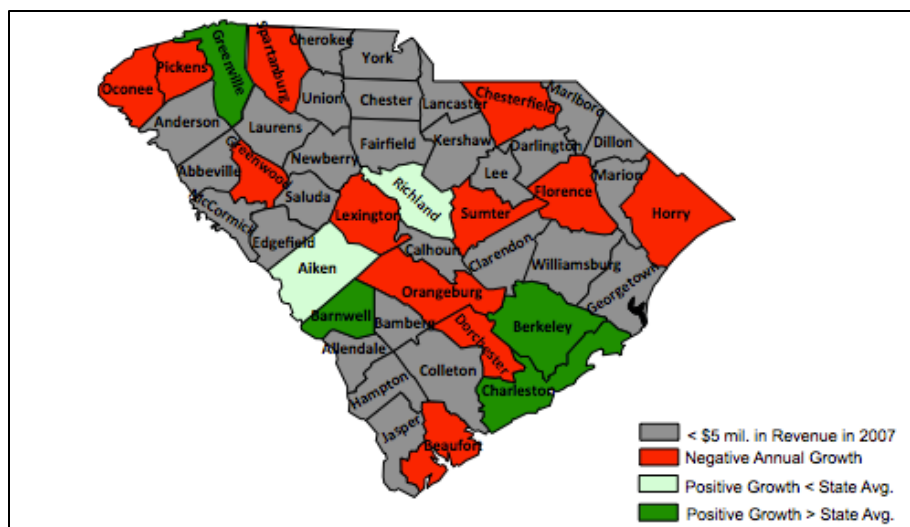 Cherokee
York
Spartanburg
Greenville
Pickens
Oconee
Union
Chester
Lancaster
Chesterfield
Marlboro
Anderson
Laurens
Fairfield
Kershaw
Darlington
Dillon
Newberry
Greenwood
Abbeville
Lee
Marion
Saluda
Richland
Florence
McCormick
Lexington
Sumter
Horry
Edgefield
Calhoun
Clarendon
Williamsburg
Aiken
Georgetown
Orangeburg
Barnwell
Bamberg
Berkeley
Dorchester
Allendale
Colleton
Charleston
Hampton
Jasper
Beaufort
< $5 mil. in Revenue in 2007
Negative Annual Growth
Positive Growth < State Avg.
Positive Growth > State Avg.